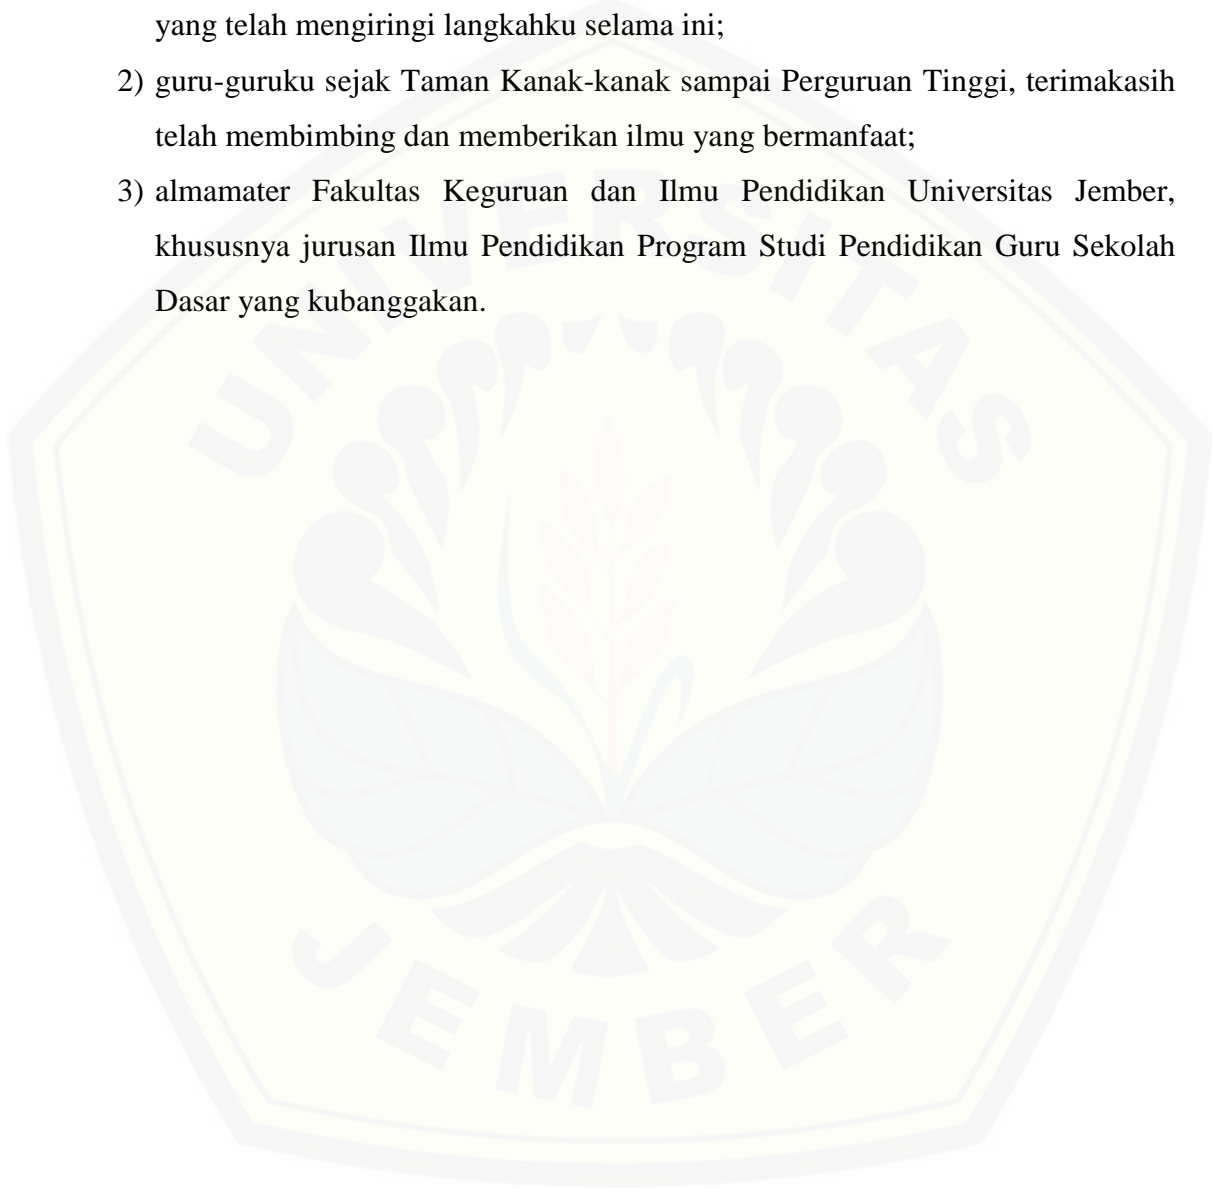 yang telah mengiringi langkahku selama ini;
2) guru-guruku sejak Taman Kanak-kanak sampai Perguruan Tinggi, terimakasih
telah membimbing dan memberikan ilmu yang bermanfaat;
3) almamater Fakultas Keguruan dan Ilmu Pendidikan Universitas Jember,
khususnya jurusan Ilmu Pendidikan Program Studi Pendidikan Guru Sekolah
Dasar yang kubanggakan.
UNIVERSITAS
JEMBER